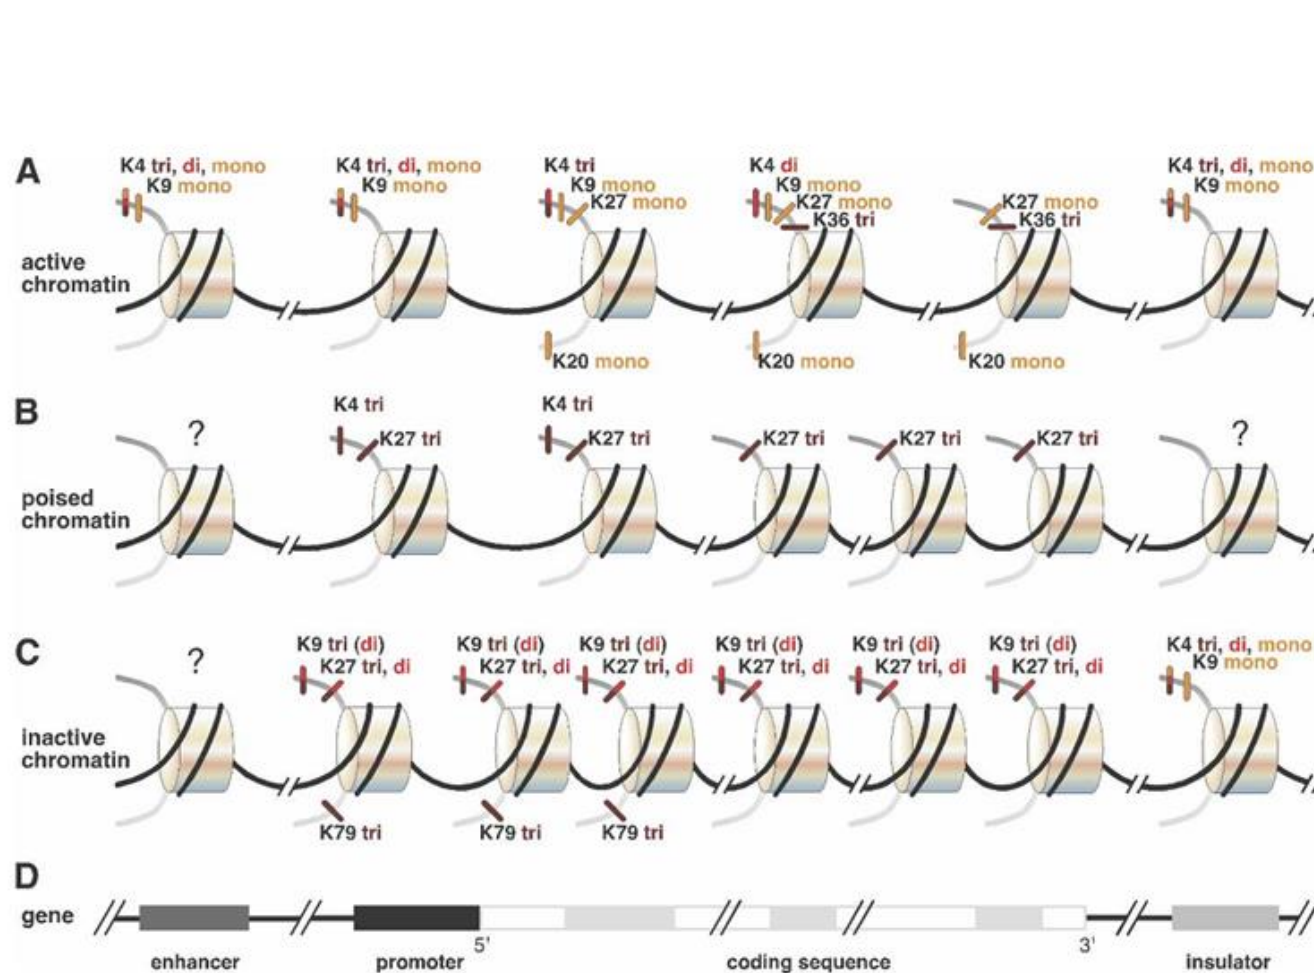 A
K4 tri, di, mono
K9 mono
K4 tri, di, mono
K9 mono
K4 tri
K9 mono
K27 mono
K4 di
K9 mono
K27 mono
K36 tri
K27 mono
K36 tri
K4 tri, di, mono
K9 mono
active
chromatin
K20 mono
K20 mono
K20 mono
B
?
K4 tri
K27 tri
K4 tri
K27 tri
K27 tri
K27 tri
K27 tri
?
poised
chromatin
C
?
K9 tri (di)
K27 tri, di
K9 tri (di)
K27 tri, di
K9 tri (di)
K27 tri, di
K9 tri (di)
K27 tri, di
K9 tri (di)
K27 tri, di
K9 tri (di)
K27 tri, di
K4 tri, di, mono
K9 mono
inactive
chromatin
K79 tri
K79 tri
K79 tri
D
gene
5'
3'
enhancer
promoter
coding sequence
insulator